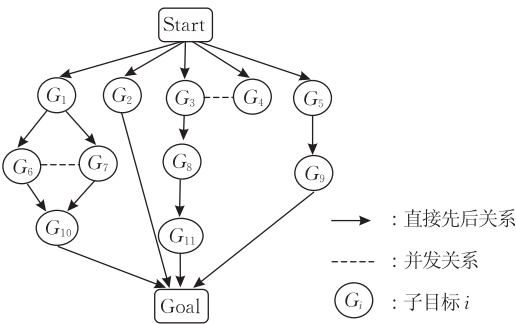 Start
G1 G2 G3 G4 G5
G6 G7 G8 G9
G10 G11
Goal
：直接先后关系
：并发关系
Gi ：子目标 i